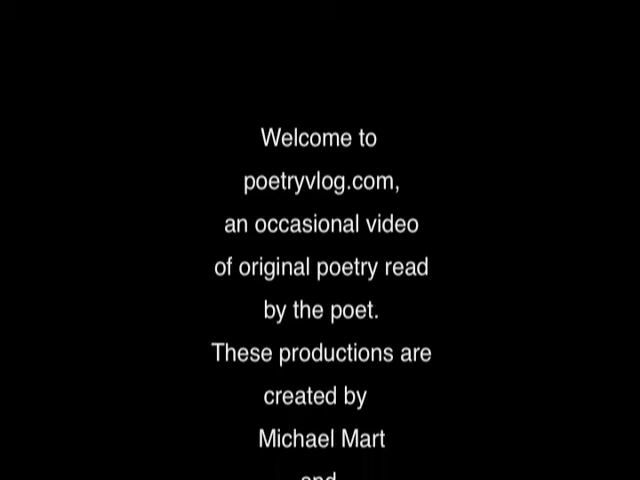 Welcome to
poetryvlog.com,
an occasional video
of original poetry read
by the poet.
These productions are
created by
Michael Mart
and